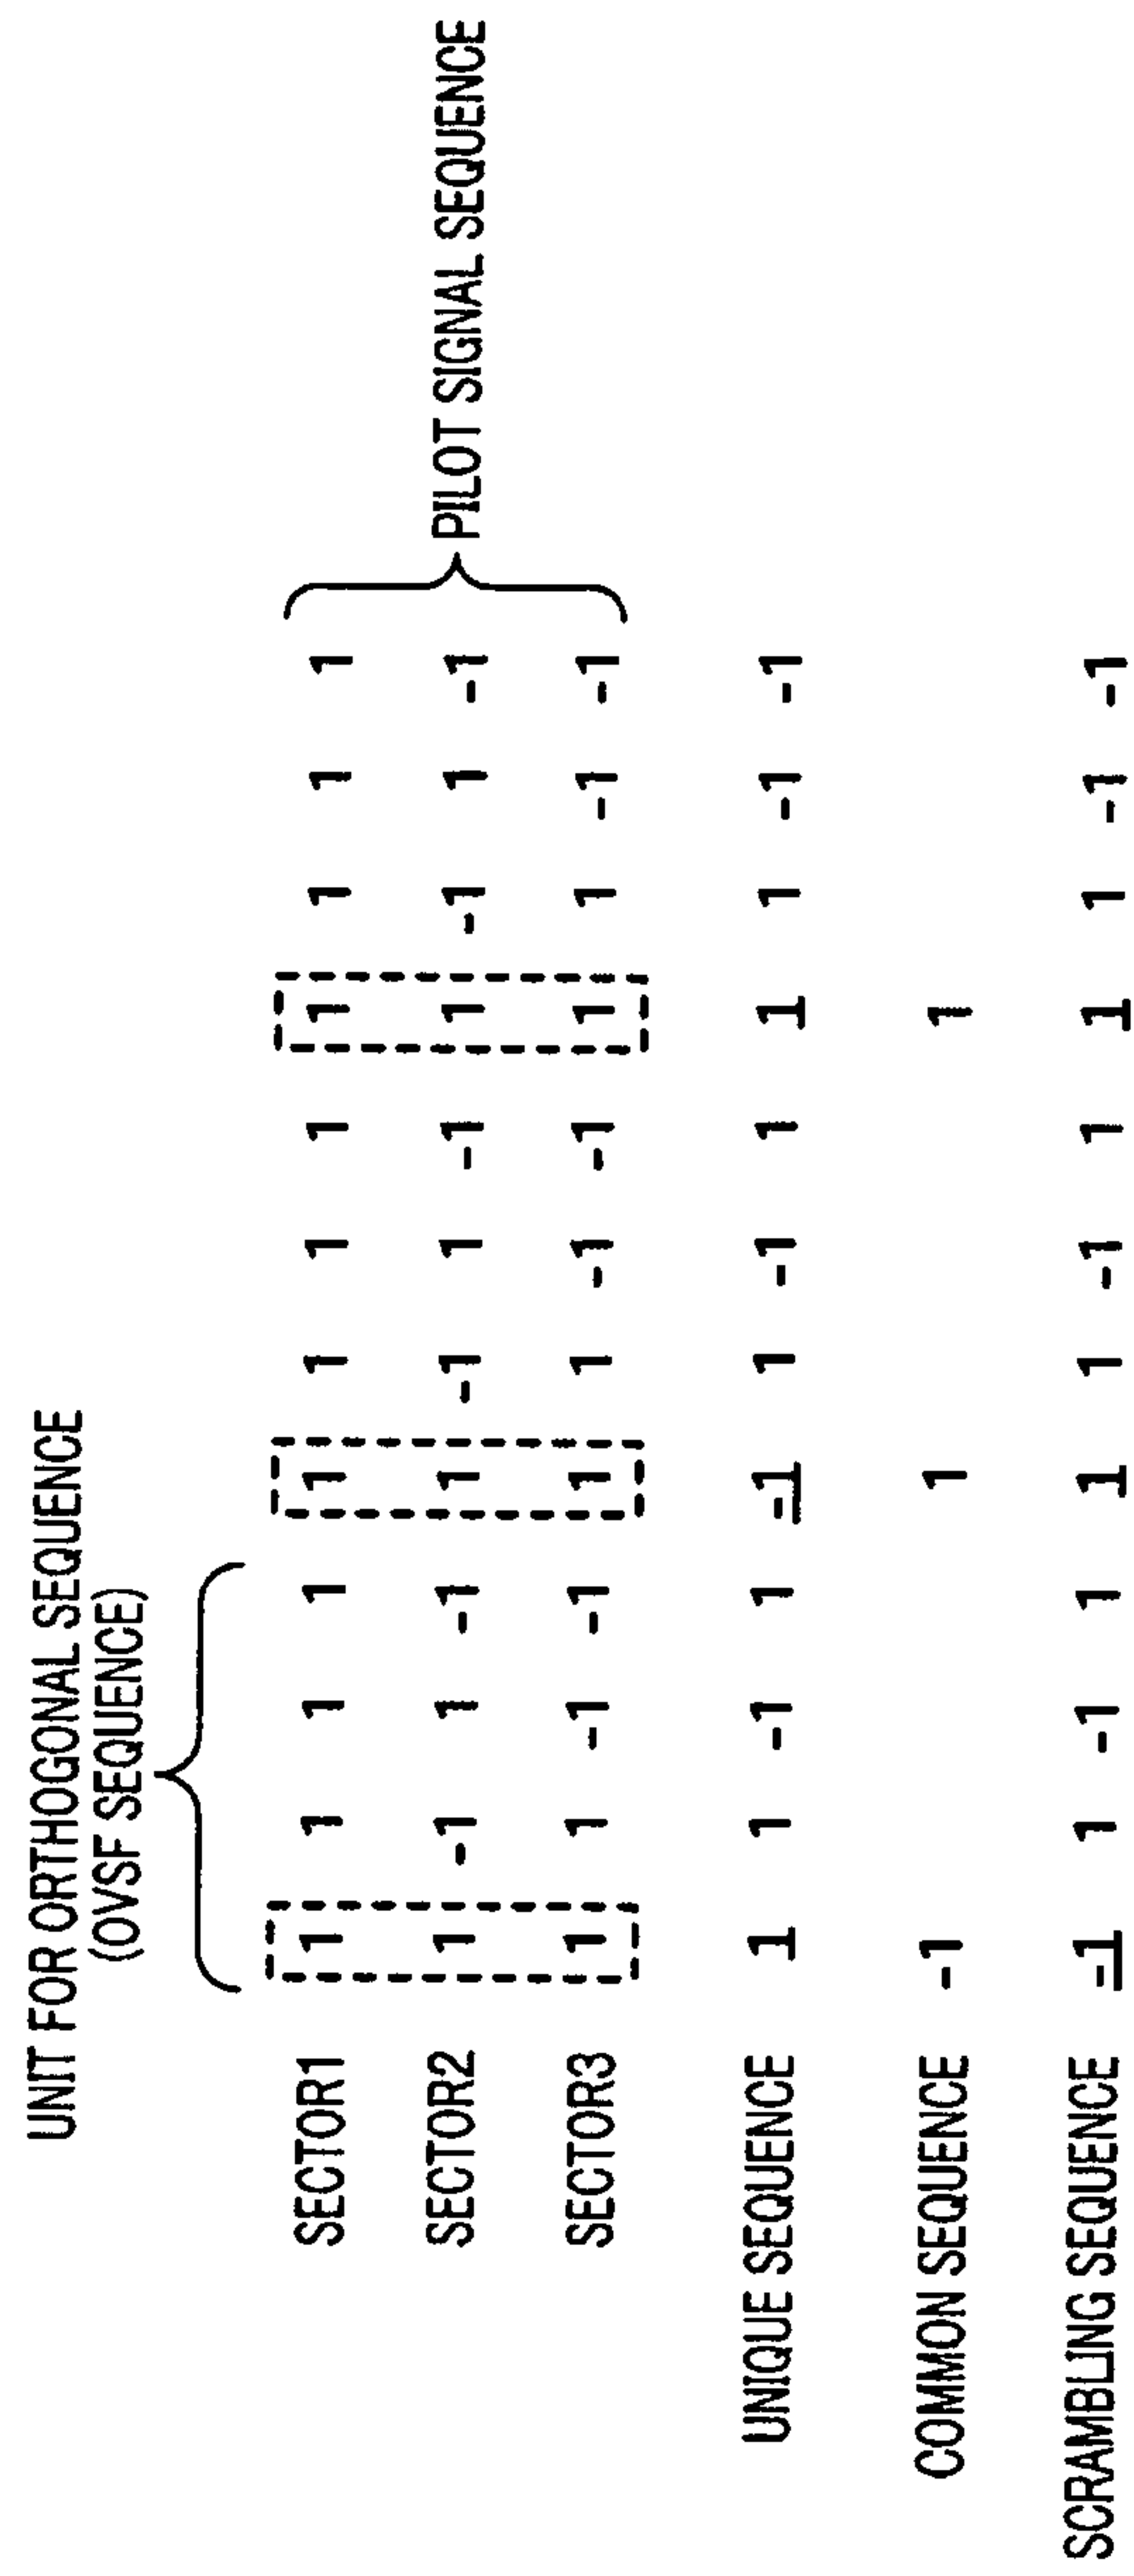 UNIT FOR ORTHOGONAL SEQUENCE
(OVSF SEQUENCE)
SECTOR1 1 1 1 1 1 1 1 1 1 1 1 1
SECTOR2 1 -1 1 -1 1 -1 1 -1 1 -1 1 -1
SECTOR3 1 1 -1 -1 1 1 -1 -1 1 1 -1 -1
PILOT SIGNAL SEQUENCE
UNIQUE SEQUENCE 1 1 -1 1 -1 1 -1 1 1 1 -1 -1
COMMON SEQUENCE -1 1 1
SCRAMBLING SEQUENCE -1 1 -1 1 1 1 -1 1 1 1 -1 -1